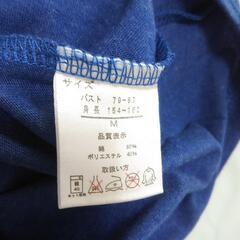 サイズ
バスト 79-87
身長 154-162
M
品質表示
綿 60%
ポリエステル 40%
取扱い方